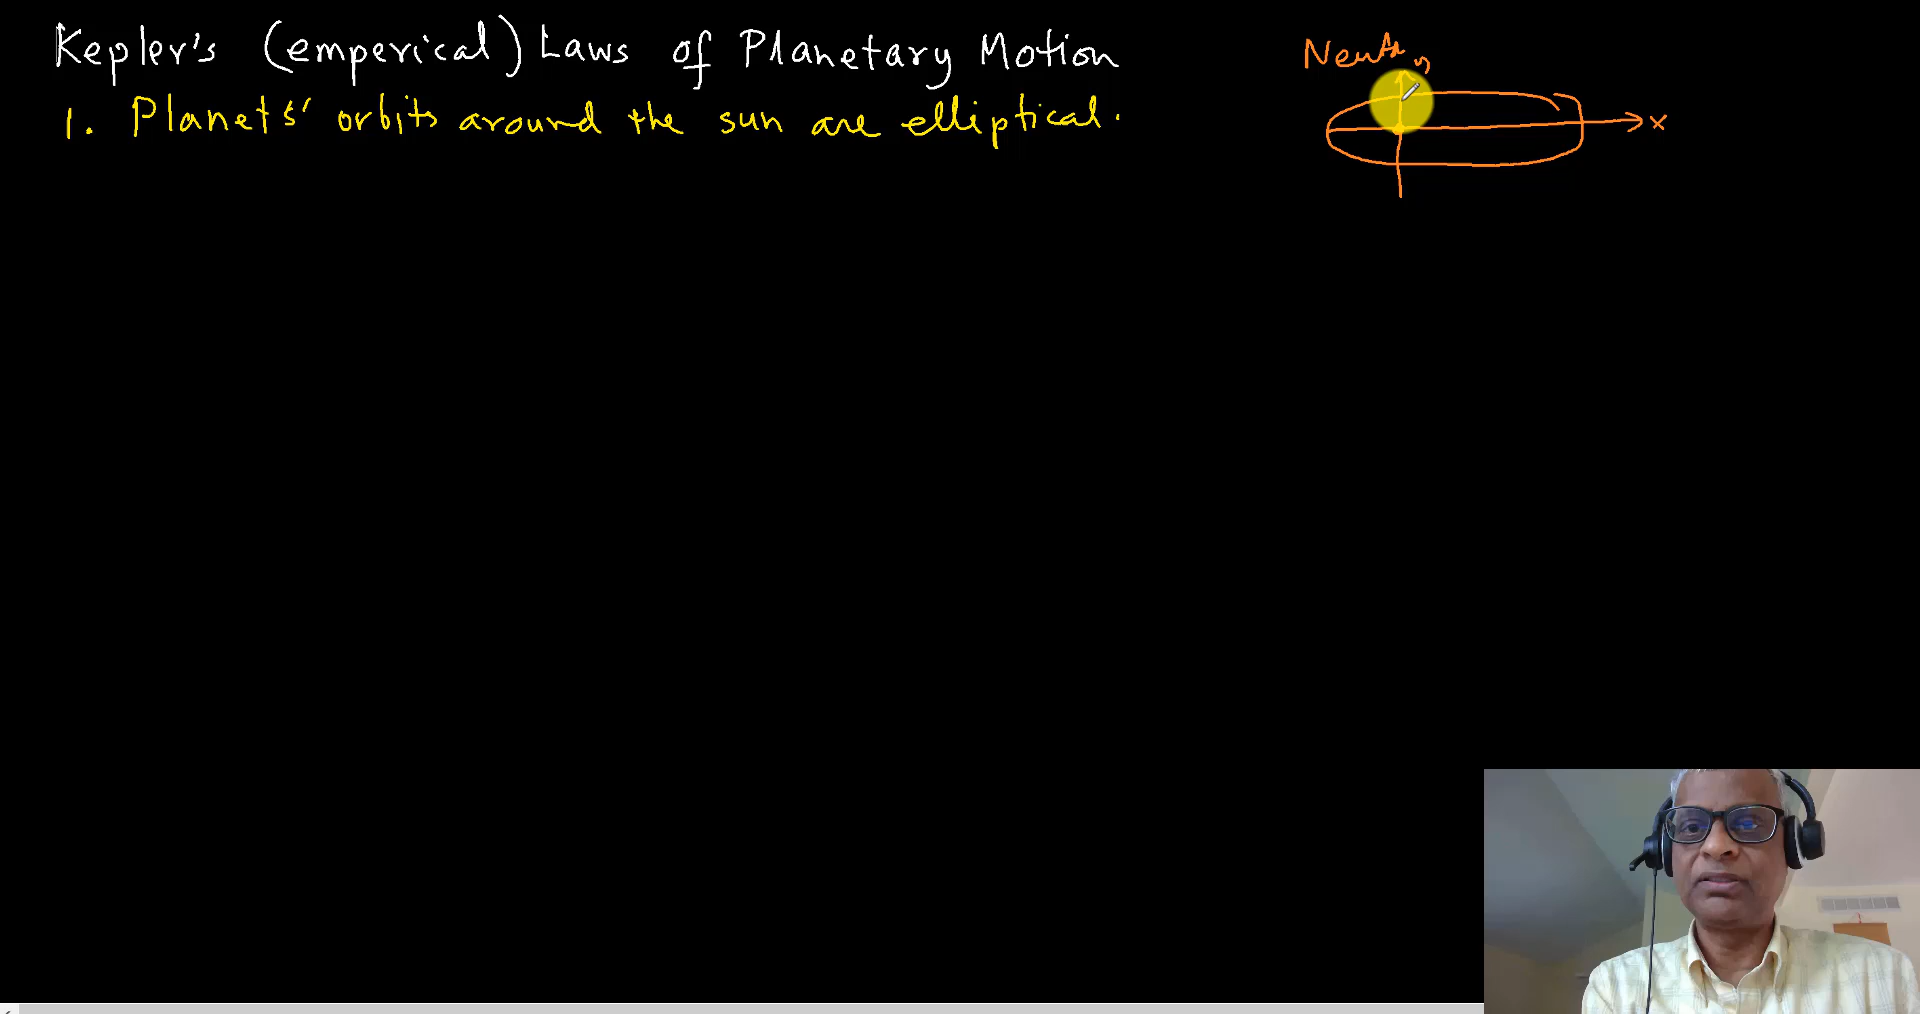 Kepler's (emperical) Laws of Planetary Motion
1. Planets' orbits around the sun are elliptical.
y
x